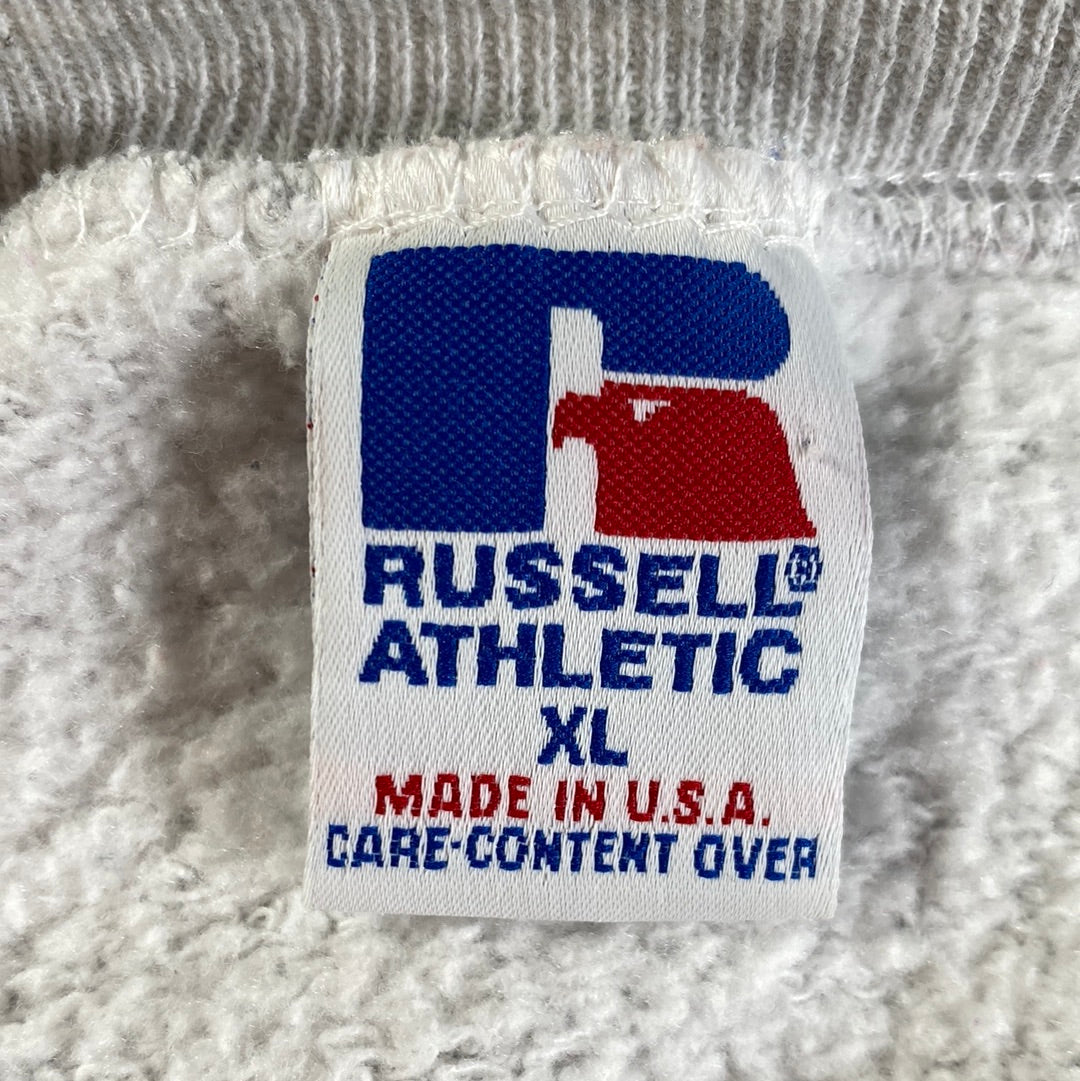 RUSSELL®
ATHLETIC
XL
MADE IN U.S.A.
CARE-CONTENT OVER